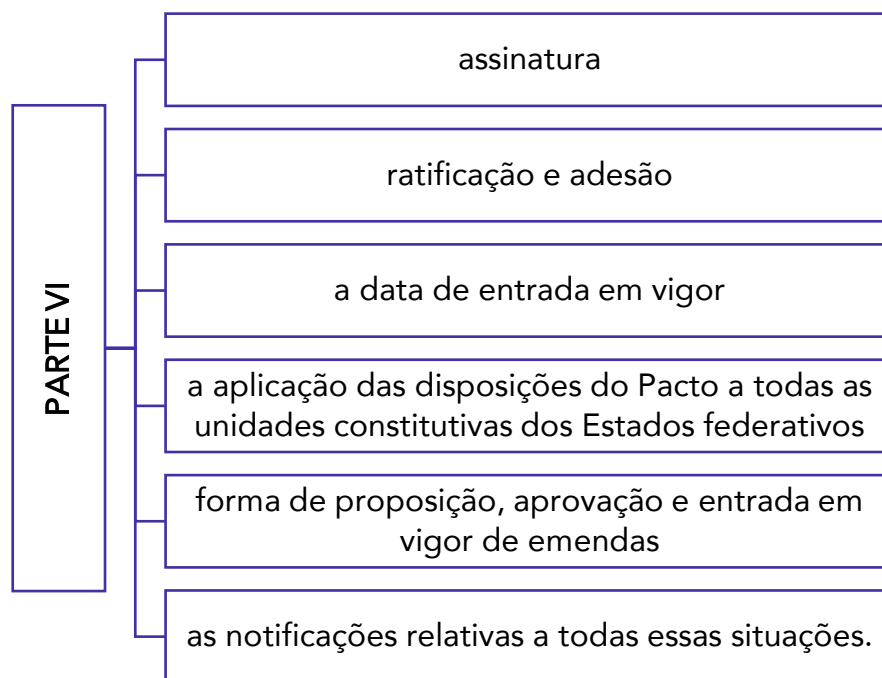 PARTE VI
assinatura
ratificação e adesão
a data de entrada em vigor
a aplicação das disposições do Pacto a todas as
unidades constitutivas dos Estados federativos
forma de proposição, aprovação e entrada em
vigor de emendas
as notificações relativas a todas essas situações.